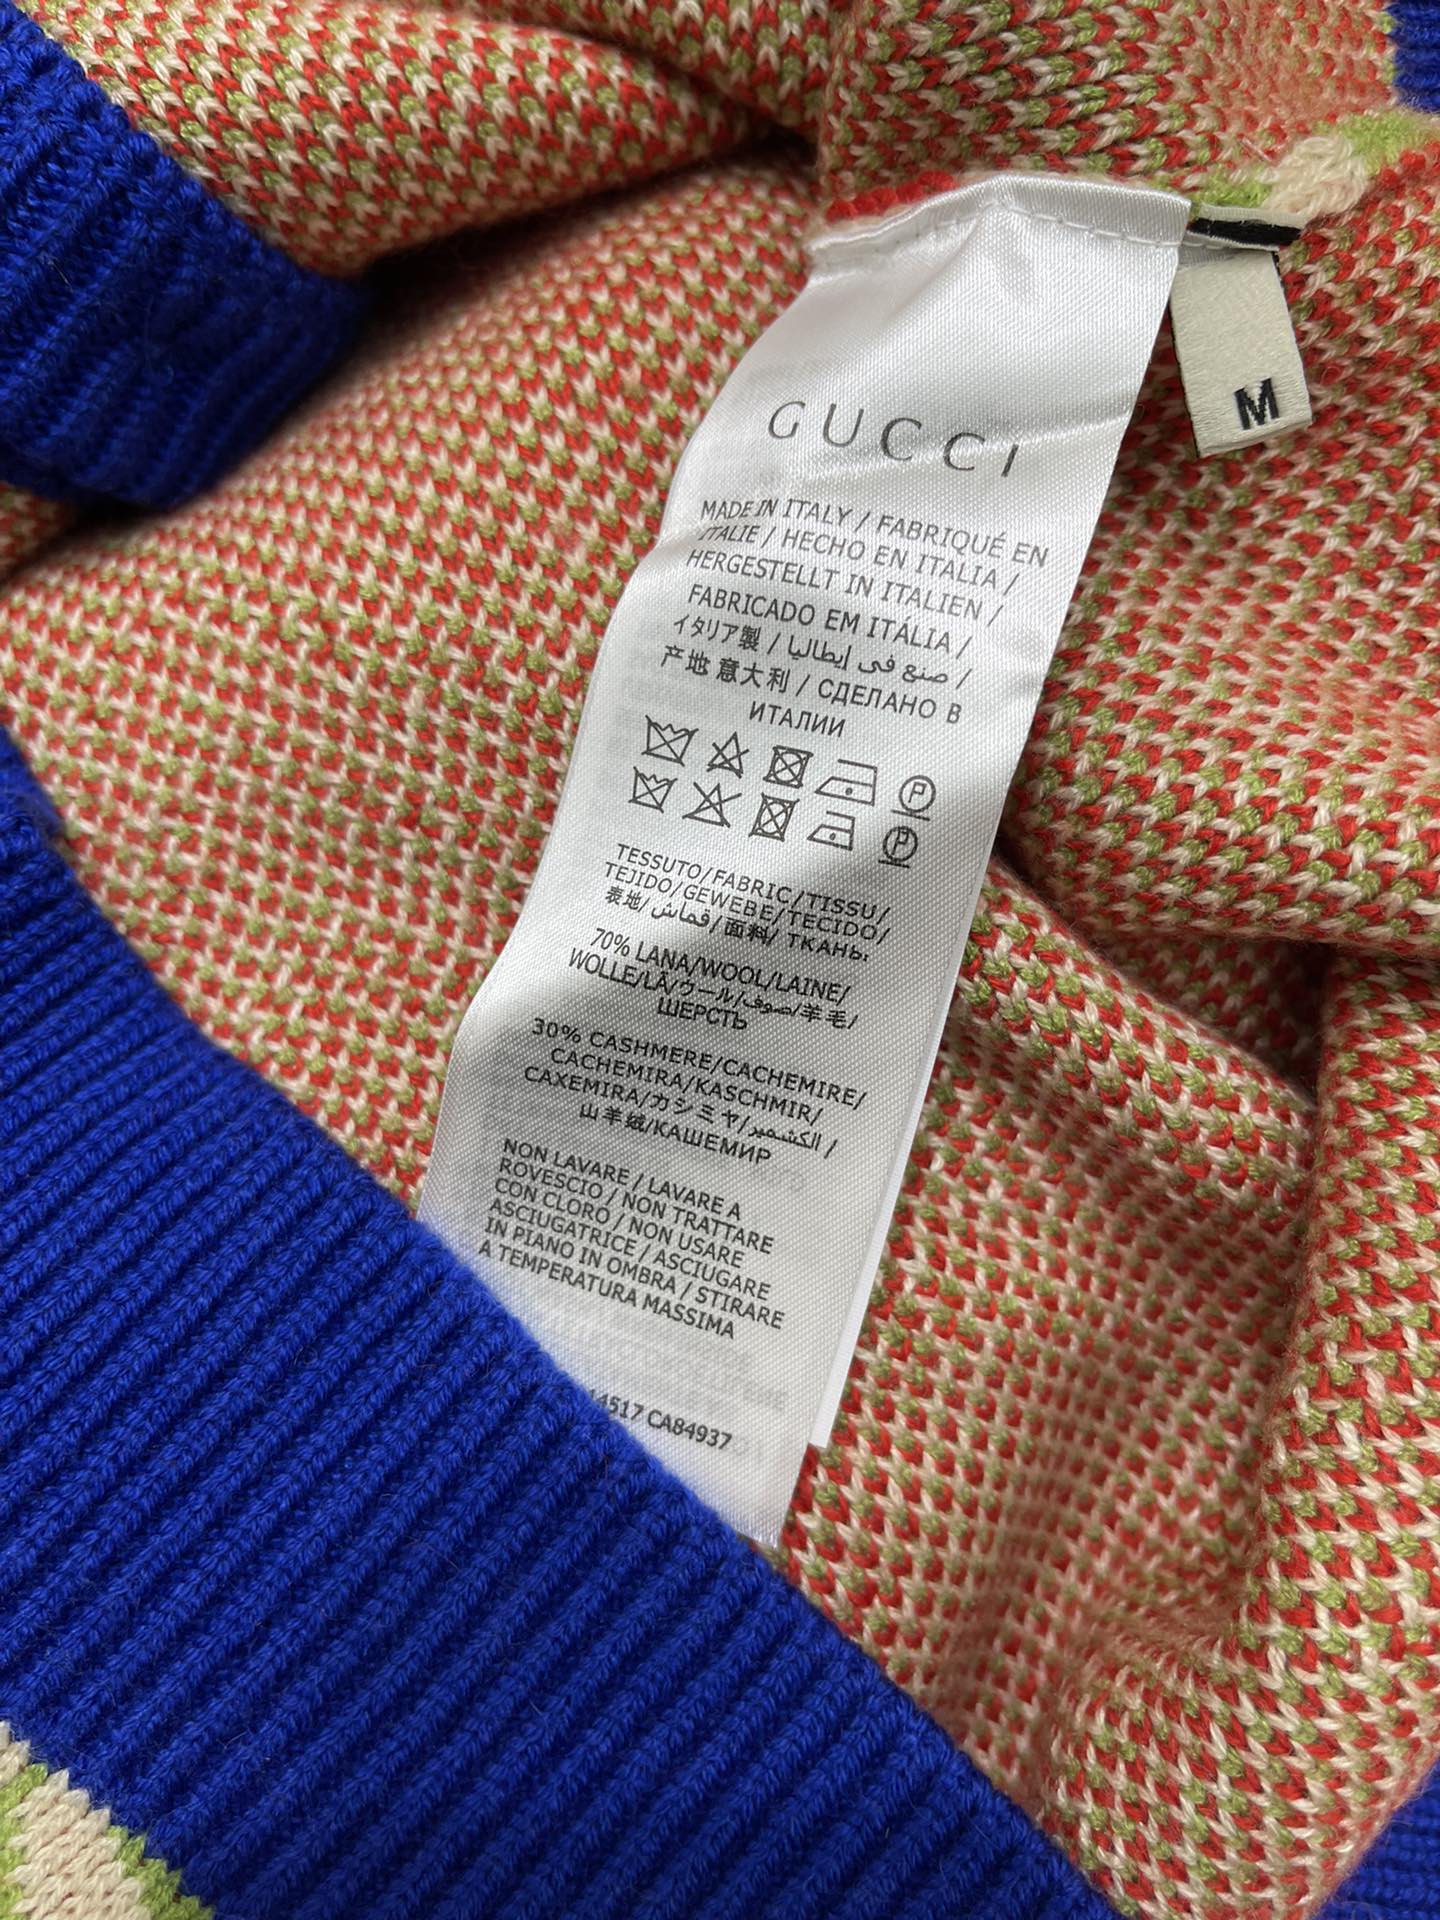 GUCCI
M
MADE IN ITALY / FABRIQUÉ EN
ITALIE / HECHO EN ITALIA /
HERGESTELLT IN ITALIEN /
FABRICADO EM ITÁLIA /
イタリア製 / صنع في إيطاليا /
产地 意大利 / СДЕЛАНО В
ИТАЛИИ
TESSUTO/FABRIC/TISSU/
TEJIDO/GEWEBE/TECIDO/
表地/قماش/面料/ ТКАНЬ:
70% LANA/WOOL/LAINE/
WOLLE/LÃ/ウール/صوف/羊毛/
ШЕРСТЬ
30% CASHMERE/CACHEMIRE/
CACHEMIRA/KASCHMIR/
CAXEMIRA/カシミヤ/الكشمير/
山羊绒/КАШЕМИР
NON LAVARE / LAVARE A
ROVESCIO / NON TRATTARE
CON CLORO / NON USARE
ASCIUGATRICE / ASCIUGARE
IN PIANO IN OMBRA / STIRARE
A TEMPERATURA MASSIMA
CA84937